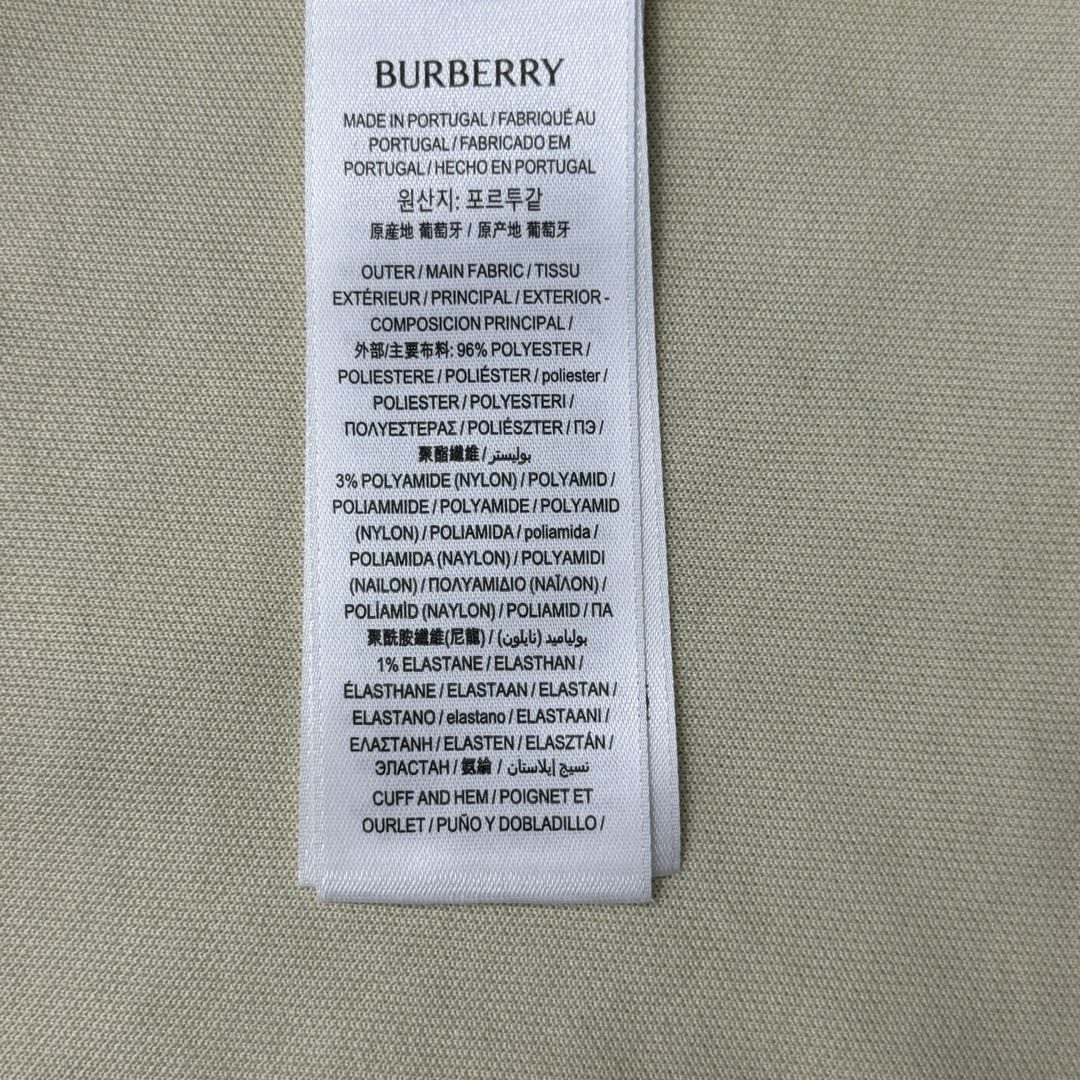 BURBERRY
MADE IN PORTUGAL / FABRIQUÉ AU
PORTUGAL / FABRICADO EM
PORTUGAL / HECHO EN PORTUGAL
원산지: 포르투갈
原産地 葡萄牙 / 原产地 葡萄牙
OUTER / MAIN FABRIC / TISSU
EXTÉRIEUR / PRINCIPAL / EXTERIOR -
COMPOSICION PRINCIPAL /
外部/主要布料: 96% POLYESTER /
POLIESTERE / POLIÉSTER / poliester /
POLIESTER / POLYESTERI /
ΠΟΛΥΕΣΤΕΡΑΣ / POLIÉSZTER / ПЭ /
聚酯纖維 / بوليستر
3% POLYAMIDE (NYLON) / POLYAMID /
POLIAMMIDE / POLYAMIDE / POLYAMID
(NYLON) / POLIAMIDA / poliamida /
POLIAMIDA (NAYLON) / POLYAMIDI
(NAILON) / ΠΟΛΥΑΜΙΔΙΟ (ΝΑΪΛΟΝ) /
POLİAMİD (NAYLON) / POLIAMID / ПА
聚酰胺纖維(尼龍) / بولياميد (نايلون)
1% ELASTANE / ELASTHAN /
ÉLASTHANE / ELASTAAN / ELASTAN /
ELASTANO / elastano / ELASTAANI /
ΕΛΑΣΤΑΝΗ / ELASTEN / ELASZTÁN /
ЭЛАСТАН / 氨綸 / نسيج إيلاستان
CUFF AND HEM / POIGNET ET
OURLET / PUÑO Y DOBLADILLO /